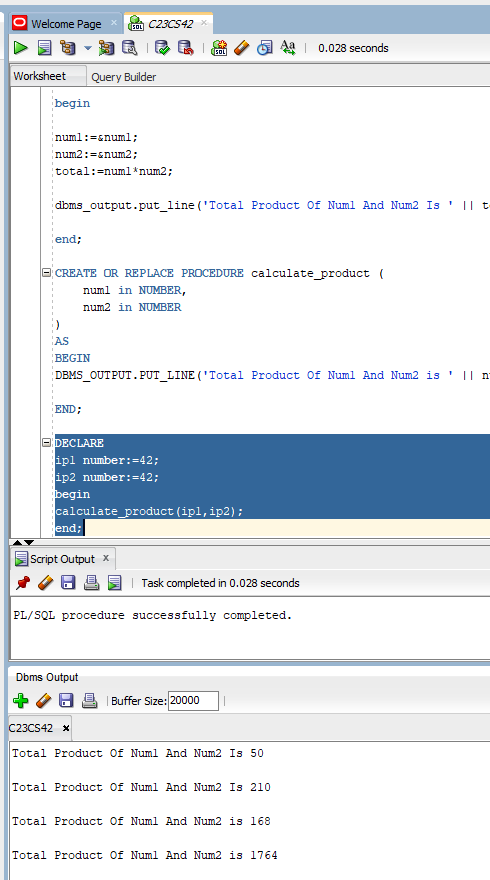 Welcome Page × C23CS42 ×
0.028 seconds
Worksheet Query Builder
begin
num1:=&num1;
num2:=&num2;
total:=num1*num2;
dbms_output.put_line('Total Product Of Num1 And Num2 Is ' || t
end;
CREATE OR REPLACE PROCEDURE calculate_product (
num1 in NUMBER,
num2 in NUMBER
)
AS
BEGIN
DBMS_OUTPUT.PUT_LINE('Total Product Of Num1 And Num2 is ' || n
END;
DECLARE
ip1 number:=42;
ip2 number:=42;
begin
calculate_product(ip1,ip2);
end;
Script Output ×
Task completed in 0.028 seconds
PL/SQL procedure successfully completed.
Dbms Output
Buffer Size: 20000
C23CS42 ×
Total Product Of Num1 And Num2 Is 50
Total Product Of Num1 And Num2 Is 210
Total Product Of Num1 And Num2 is 168
Total Product Of Num1 And Num2 is 1764